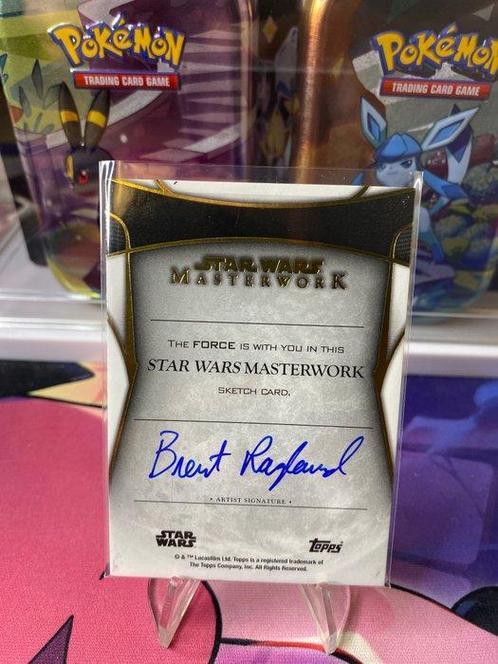 POKÉMON
TRADING CARD GAME
POKÉMON
TRADING CARD GAME
STAR WARS
MASTERWORK
THE FORCE IS WITH YOU IN THIS
STAR WARS MASTERWORK
SKETCH CARD.
Brent Ragland
• ARTIST SIGNATURE •
STAR
WARS
Topps
© & ™ Lucasfilm Ltd. Topps is a registered trademark of
The Topps Company, Inc. All Rights Reserved.